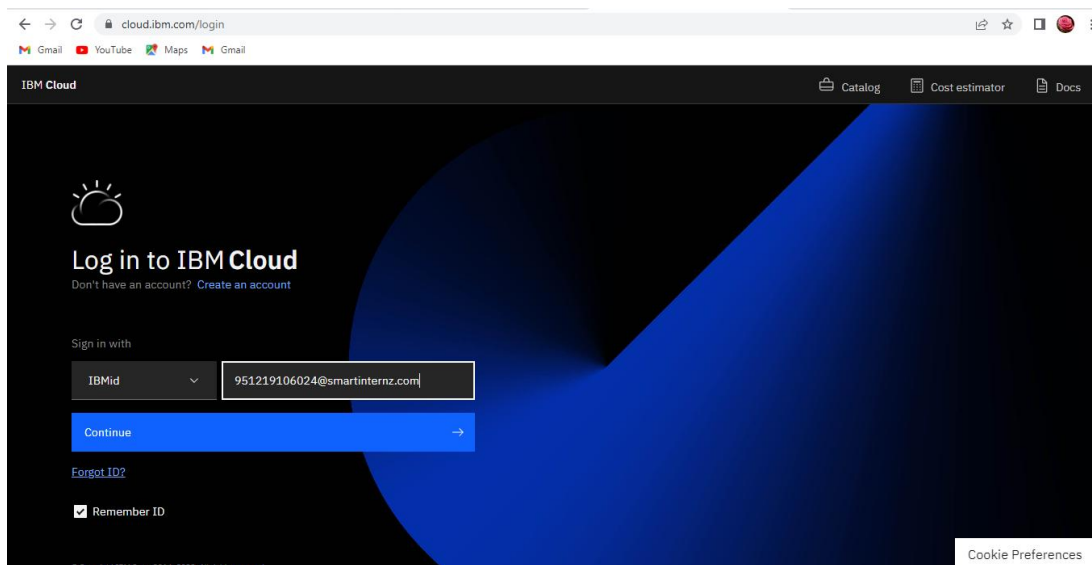 cloud.ibm.com/login
Gmail YouTube Maps Gmail
IBM Cloud Catalog Cost estimator Docs
Log in to IBM Cloud
Don't have an account? Create an account
Sign in with
IBMid 951219106024@smartinternz.com
Continue
Forgot ID?
Remember ID
Cookie Preferences